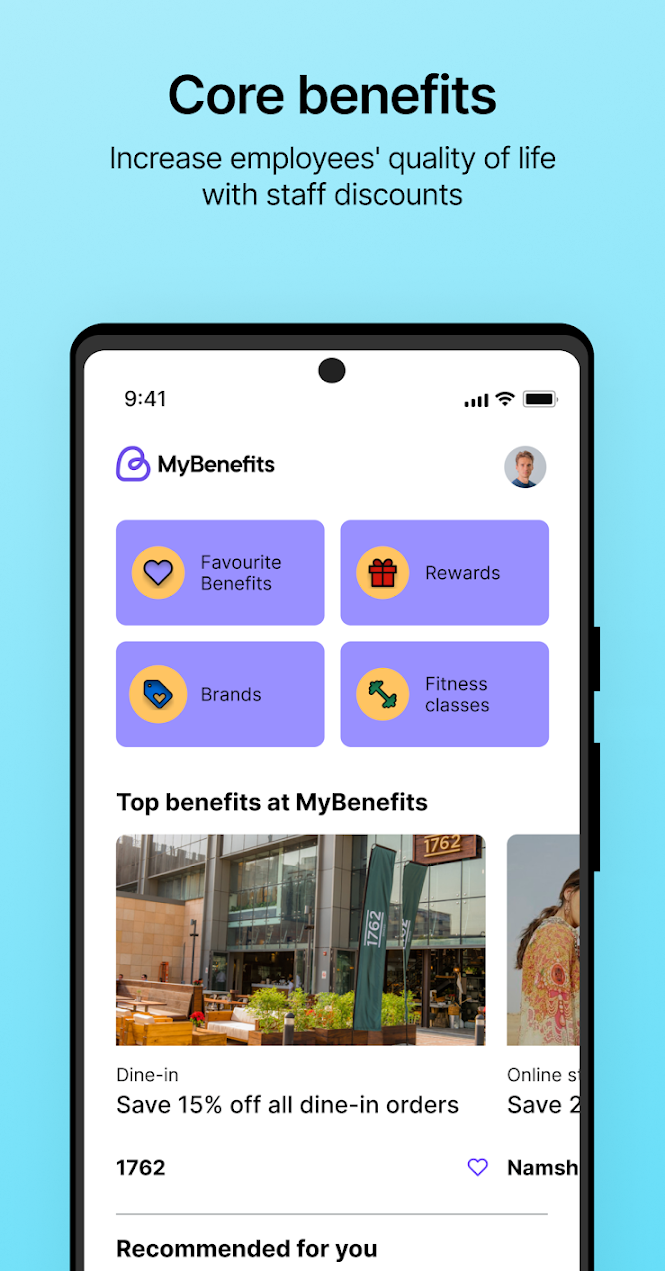 Core benefits
Increase employees' quality of life
with staff discounts
9:41
MyBenefits
Favourite
Benefits
Rewards
Brands
Fitness
classes
Top benefits at MyBenefits
1762
1762
Dine-in
Save 15% off all dine-in orders
1762
Online st
Save 2
Namsh
Recommended for you